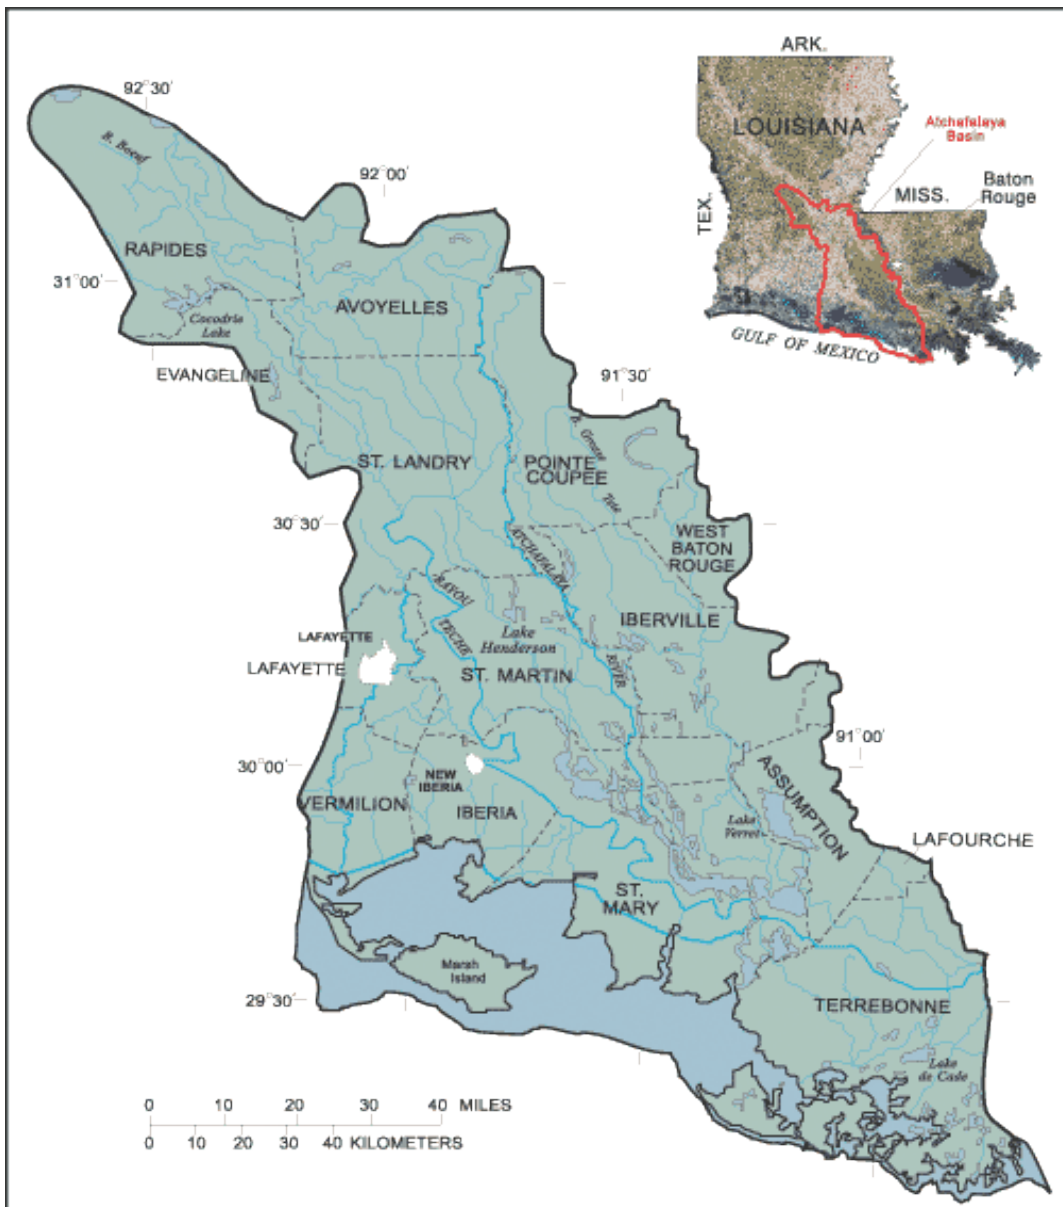 ARK.
92°30′
LOUISIANA
Atchafalaya
Basin
B. Boeuf
92°00′
MISS.
Baton
Rouge
TEX.
RAPIDES
31°00′
AVOYELLES
Cocodrie
Lake
GULF OF MEXICO
EVANGELINE
91°30′
ST. LANDRY
B. Grosse
Tete
POINTE
COUPEE
30°30′
WEST
BATON
ROUGE
ATCHAFALAYA
RIVER
BAYOU
TECHE
IBERVILLE
LAFAYETTE
Lake
Henderson
LAFAYETTE
ST. MARTIN
91°00′
30°00′
NEW
IBERIA
VERMILION
IBERIA
ASSUMPTION
Lake
Verret
LAFOURCHE
ST.
MARY
Marsh
Island
29°30′
TERREBONNE
Lake
de Cade
0 10 20 30 40 MILES
0 10 20 30 40 KILOMETERS